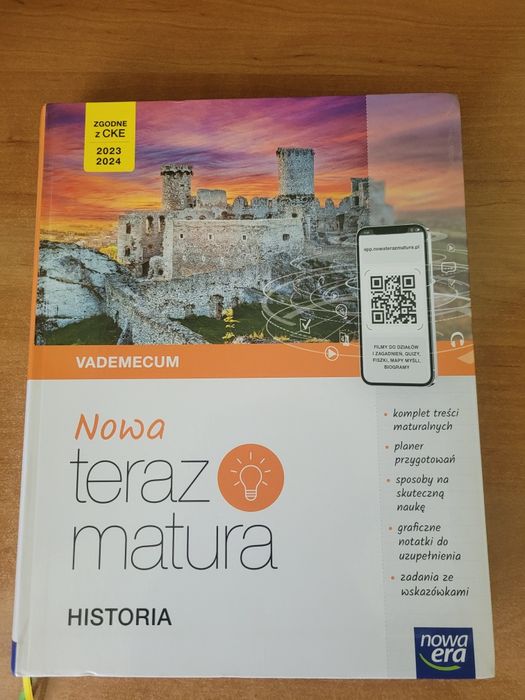 ZGODNE
z CKE
2023
2024
app.nowaterazmatura.pl
FILMY DO DZIAŁÓW
I ZAGADNIEŃ, QUIZY,
FISZKI, MAPY MYŚLI,
BIOGRAMY
VADEMECUM
Nowa
teraz
matura
HISTORIA
• komplet treści
maturalnych
• planer
przygotowań
• sposoby na
skuteczną
naukę
• graficzne
notatki do
uzupełnienia
• zadania ze
wskazówkami
nowa
era